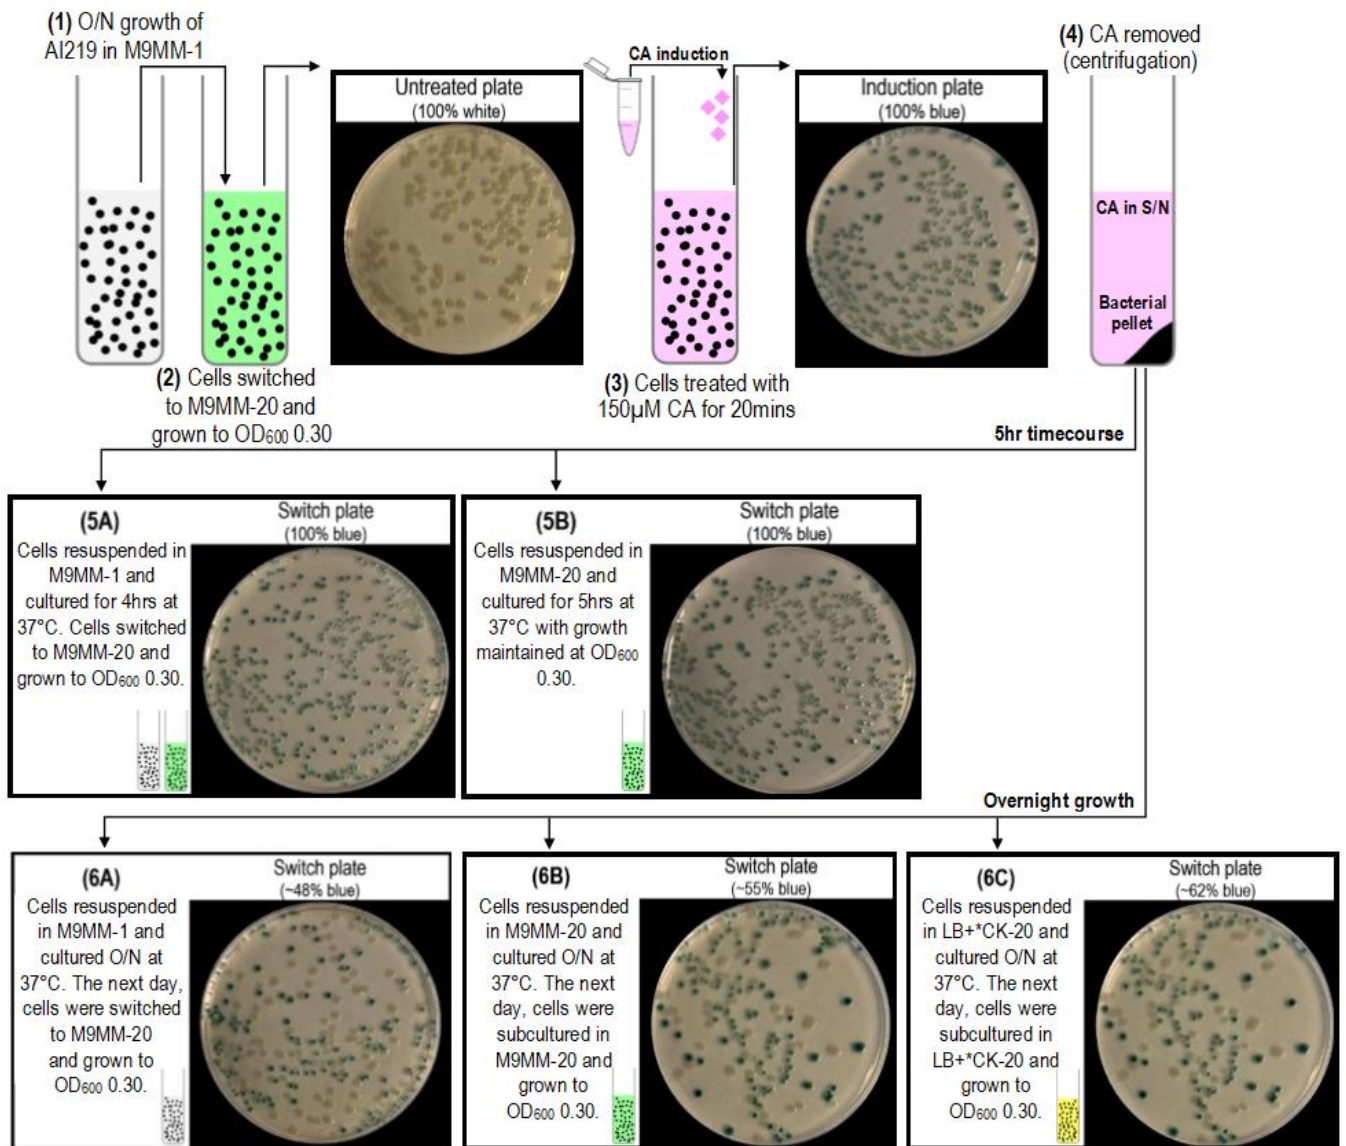 (1) O/N growth of
AI219 in M9MM-1
Untreated plate
(100% white)
(2) Cells switched
to M9MM-20 and
grown to OD600 0.30
CA induction
Induction plate
(100% blue)
(3) Cells treated with
150µM CA for 20mins
(4) CA removed
(centrifugation)
CA in S/N
Bacterial
pellet
5hr timecourse
(5A)
Cells resuspended in
M9MM-1 and
cultured for 4hrs at
37°C. Cells switched
to M9MM-20 and
grown to OD600 0.30.
Switch plate
(100% blue)
(5B)
Cells resuspended in
M9MM-20 and
cultured for 5hrs at
37°C with growth
maintained at OD600
0.30.
Switch plate
(100% blue)
Overnight growth
(6A)
Cells resuspended
in M9MM-1 and
cultured O/N at
37°C. The next day,
cells were switched
to M9MM-20
and grown to
OD600 0.30.
Switch plate
(~48% blue)
(6B)
Cells resuspended
in M9MM-20 and
cultured O/N at
37°C. The next
day, cells were
subcultured in
M9MM-20 and
grown to
OD600 0.30.
Switch plate
(~55% blue)
(6C)
Cells resuspended
in LB+*CK-20 and
cultured O/N at
37°C. The next
day, cells were
subcultured in
LB+*CK-20 and
grown to
OD600 0.30.
Switch plate
(~62% blue)